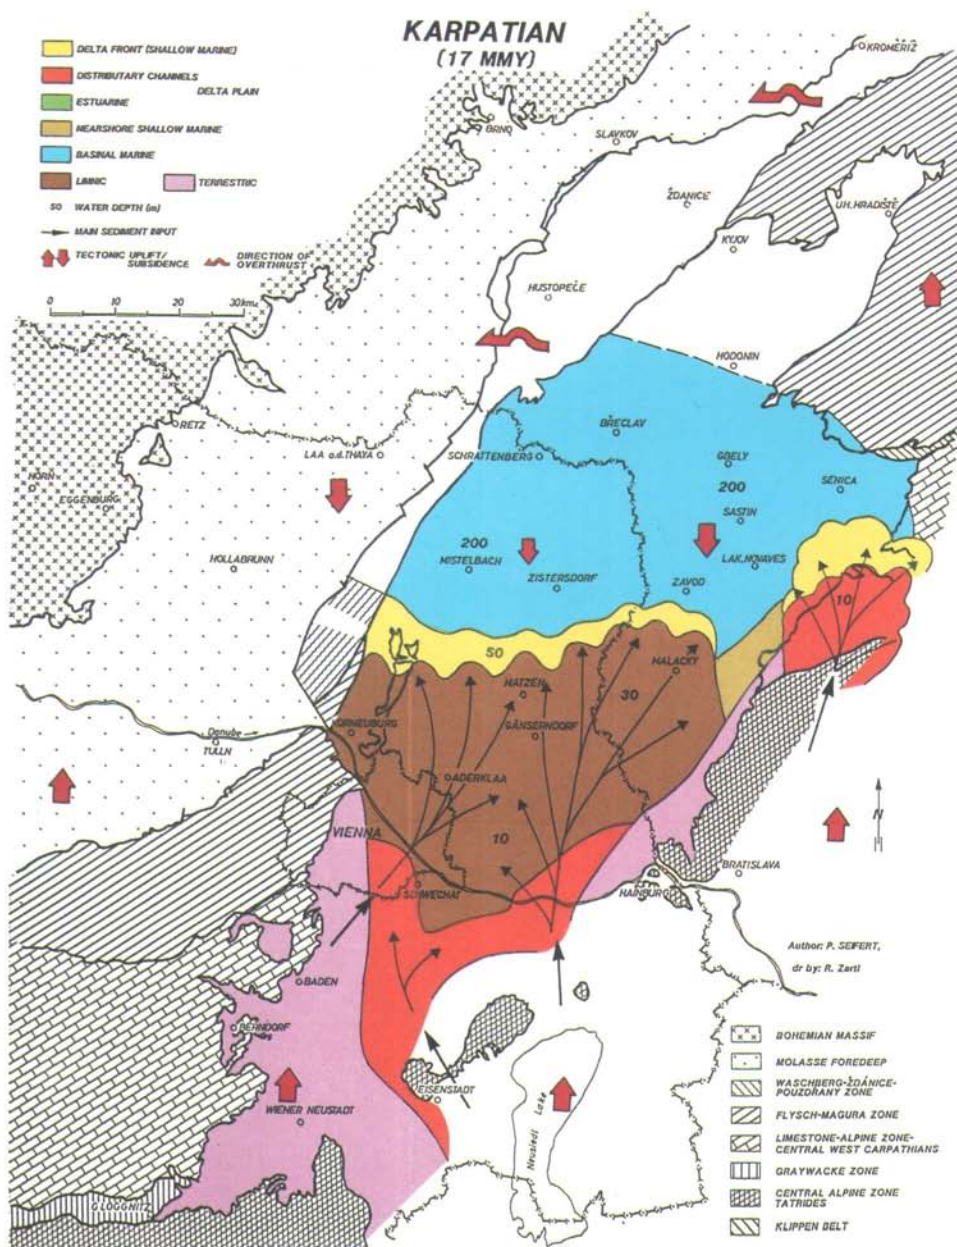 KARPATIAN
(17 MMY)
DELTA FRONT (SHALLOW MARINE)
DISTRIBUTARY CHANNELS
DELTA PLAIN
ESTUARINE
NEARSHORE SHALLOW MARINE
BASINAL MARINE
LIMNIC
TERRESTRIC
50 WATER DEPTH (m)
MAIN SEDIMENT INPUT
TECTONIC UPLIFT/
SUBSIDENCE
DIRECTION OF
OVERTHRUST
0 10 20 30 km
KROMĚŘIŽ
BRNO
SLAVKOV
ŽDANICE
UH. HRADIŠTĚ
KYJOV
HUSTOPEČE
HODONIN
RETZ
BŘECLAV
LAA a.d. THAYA
SCHRATTENBERG
GBELY
HORN
EGGENBURG
200
SENICA
SASTIN
200
HOLLABRUNN
MISTELBACH
ZISTERSDORF
ZAVOD
LAK. NOVAVES
10
50
MALACKY
MATZEN
30
KORNEUBURG
GÄNSERNDORF
Danube
TULLN
ADERKLAA
VIENNA
10
N
SCHWECHAT
HAINBURG
BRATISLAVA
Author: P. SEIFERT,
dr by: R. Zartl
BADEN
BERNDORF
EISENSTADT
WIENER NEUSTADT
Neusiedl Lake
GLOGGNITZ
BOHEMIAN MASSIF
MOLASSE FOREDEEP
WASCHBERG-ŽDÁNICE-
POUZDRANY ZONE
FLYSCH-MAGURA ZONE
LIMESTONE-ALPINE ZONE-
CENTRAL WEST CARPATHIANS
GRAYWACKE ZONE
CENTRAL ALPINE ZONE
TATRIDES
KLIPPEN BELT